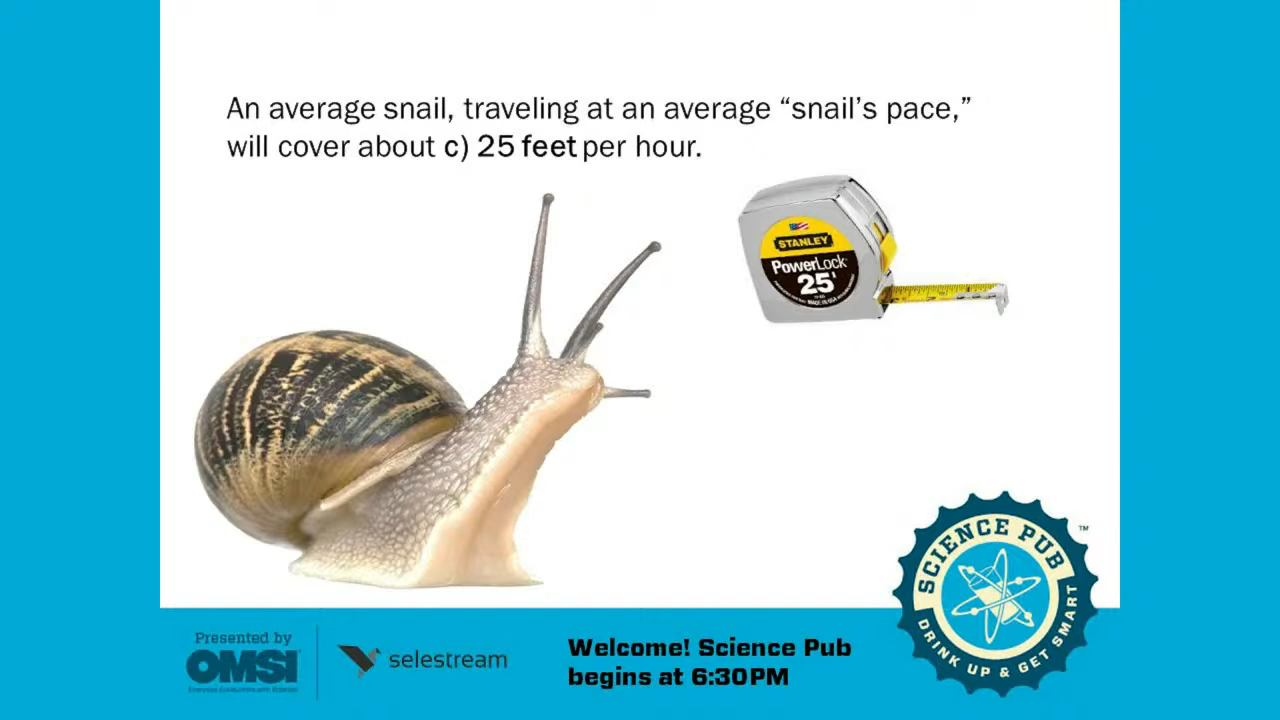 An average snail, traveling at an average “snail’s pace,”
will cover about c) 25 feet per hour.
STANLEY
PowerLock
25'
MADE IN USA
SCIENCE PUB
DRINK UP & GET SMART
™
Presented by
OMSI
selestream
Welcome! Science Pub
begins at 6:30PM